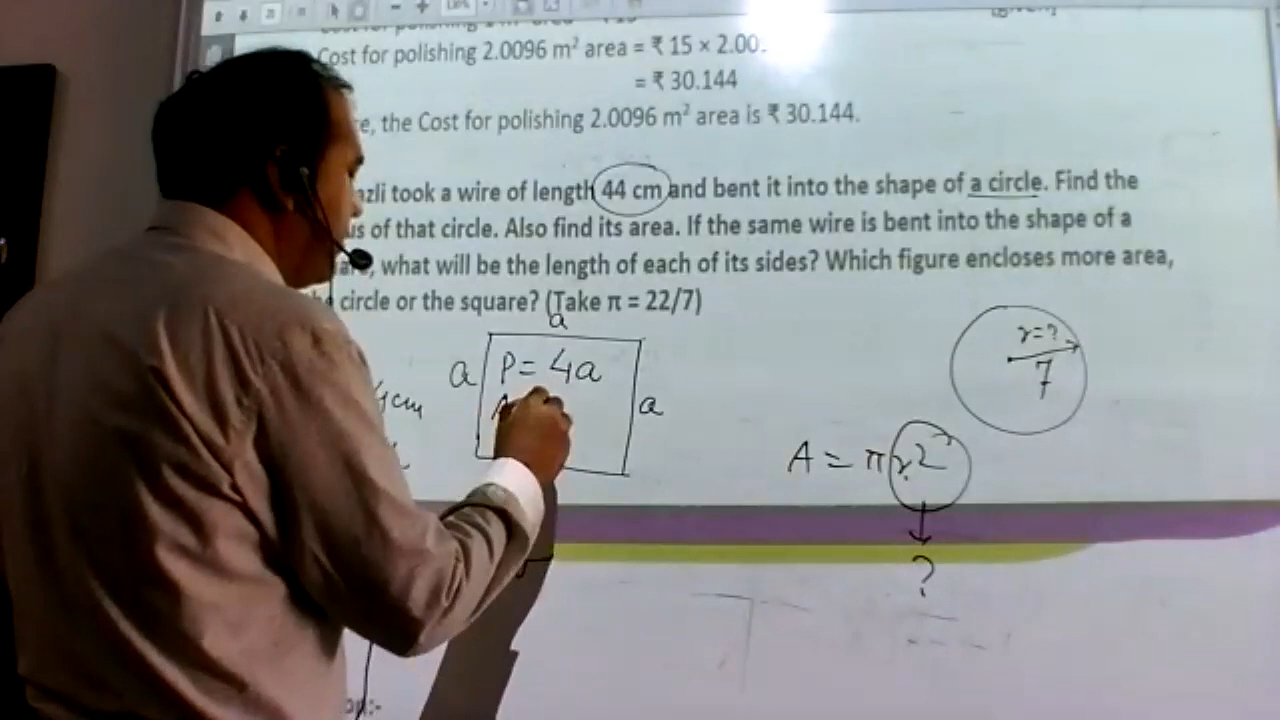 Cost for polishing 2.0096 m² area = ₹ 15 × 2.00
= ₹ 30.144
, the Cost for polishing 2.0096 m² area is ₹ 30.144.
took a wire of length 44 cm and bent it into the shape of a circle. Find the
of that circle. Also find its area. If the same wire is bent into the shape of a
, what will be the length of each of its sides? Which figure encloses more area,
circle or the square? (Take π = 22/7)
a
a P = 4a a
cm
r = ?
7
A = πr2
?